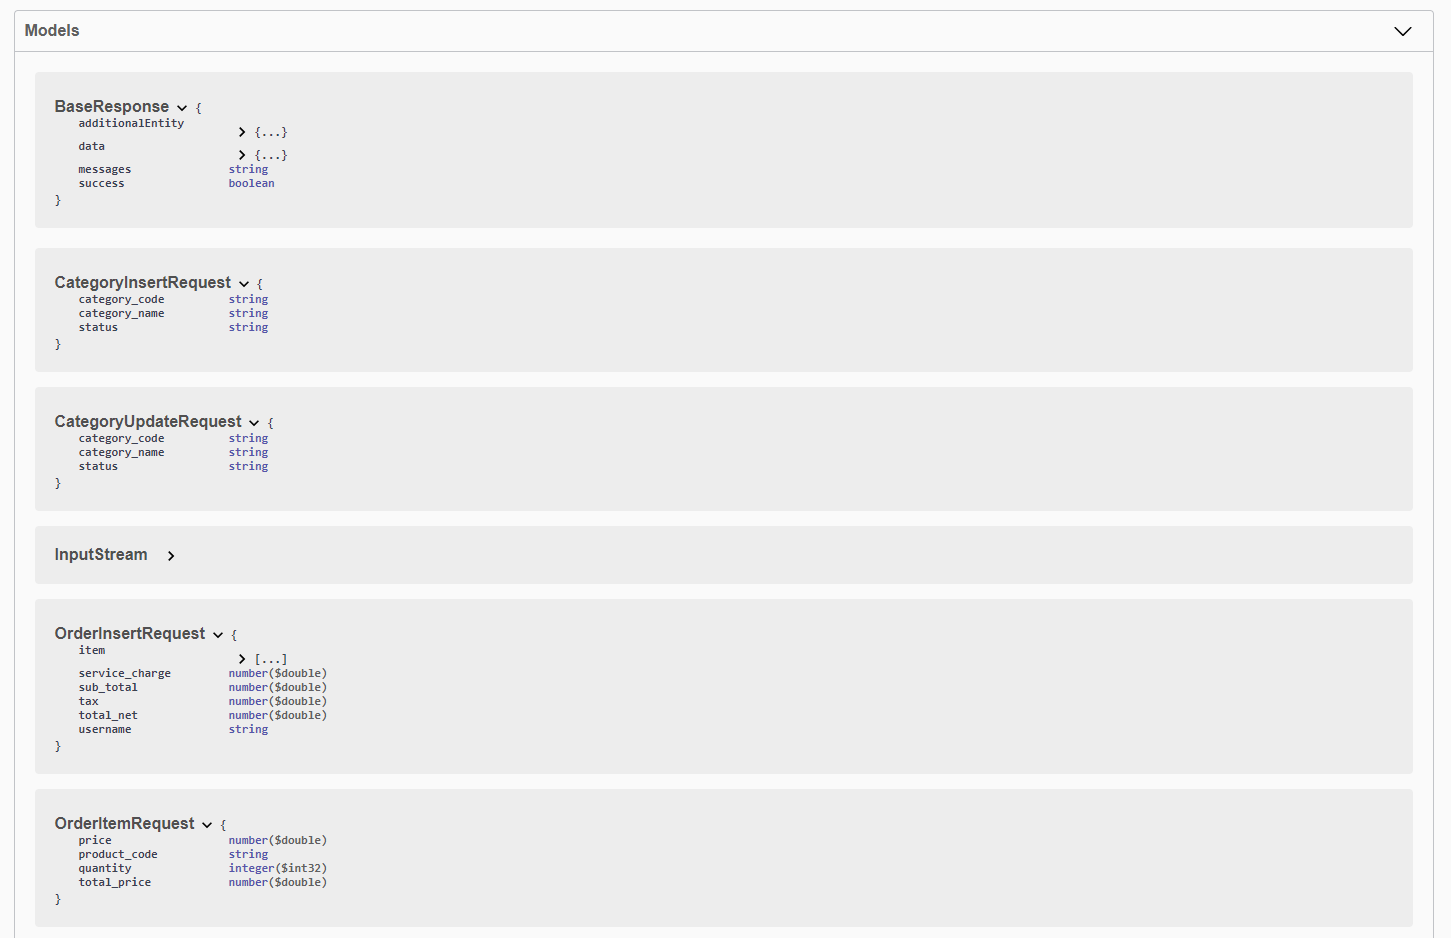 Models
BaseResponse {
additionalEntity
{...}
data
{...}
messages string
success boolean
}
CategoryInsertRequest {
category_code string
category_name string
status string
}
CategoryUpdateRequest {
category_code string
category_name string
status string
}
InputStream
OrderInsertRequest {
item
[...]
service_charge number($double)
sub_total number($double)
tax number($double)
total_net number($double)
username string
}
OrderItemRequest {
price number($double)
product_code string
quantity integer($int32)
total_price number($double)
}